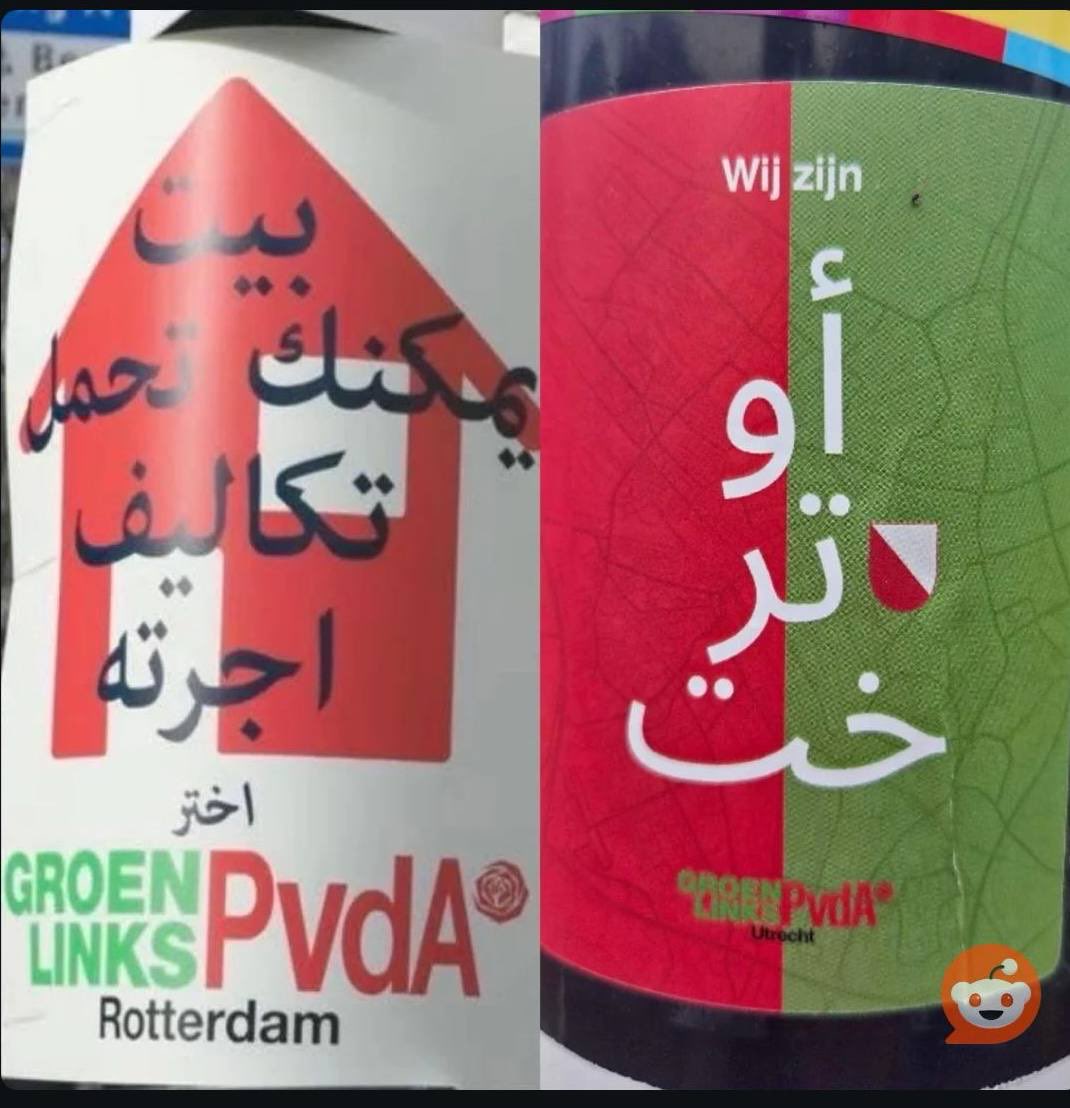 بيت
يمكنك تحمل
تكاليف
اجرته
اختر
GROEN
LINKS PvdA
Rotterdam
Wij zijn
أو
تر
خت
GROEN
LINKS PvdA
Utrecht